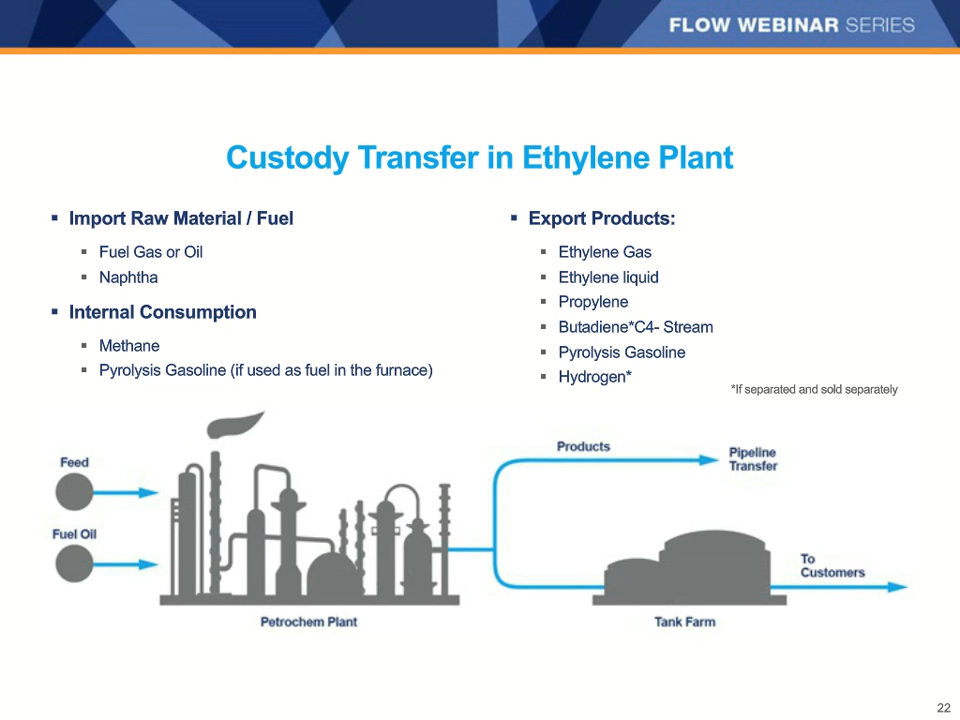 FLOW WEBINAR SERIES
Custody Transfer in Ethylene Plant
▪ Import Raw Material / Fuel
▪ Fuel Gas or Oil
▪ Naphtha
▪ Internal Consumption
▪ Methane
▪ Pyrolysis Gasoline (if used as fuel in the furnace)
▪ Export Products:
▪ Ethylene Gas
▪ Ethylene liquid
▪ Propylene
▪ Butadiene*C4- Stream
▪ Pyrolysis Gasoline
▪ Hydrogen*
*If separated and sold separately
Feed
Fuel Oil
Petrochem Plant
Products
Pipeline
Transfer
To
Customers
Tank Farm
22